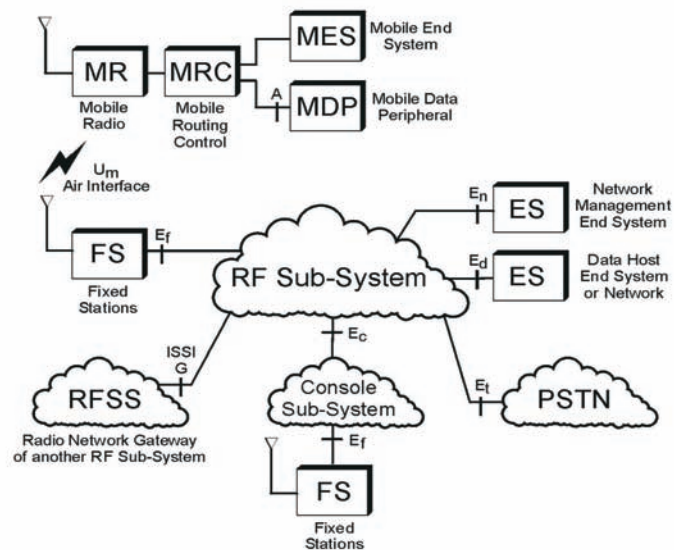 MR
Mobile
Radio
MRC
Mobile
Routing
Control
MES
Mobile End
System
A
MDP
Mobile Data
Peripheral
Um
Air Interface
FS
Fixed
Stations
Ef
RF Sub-System
En
ES
Network
Management
End System
Ed
ES
Data Host
End System
or Network
ISSI
G
RFSS
Radio Network Gateway
of another RF Sub-System
Ec
Console
Sub-System
Ef
FS
Fixed
Stations
Et
PSTN